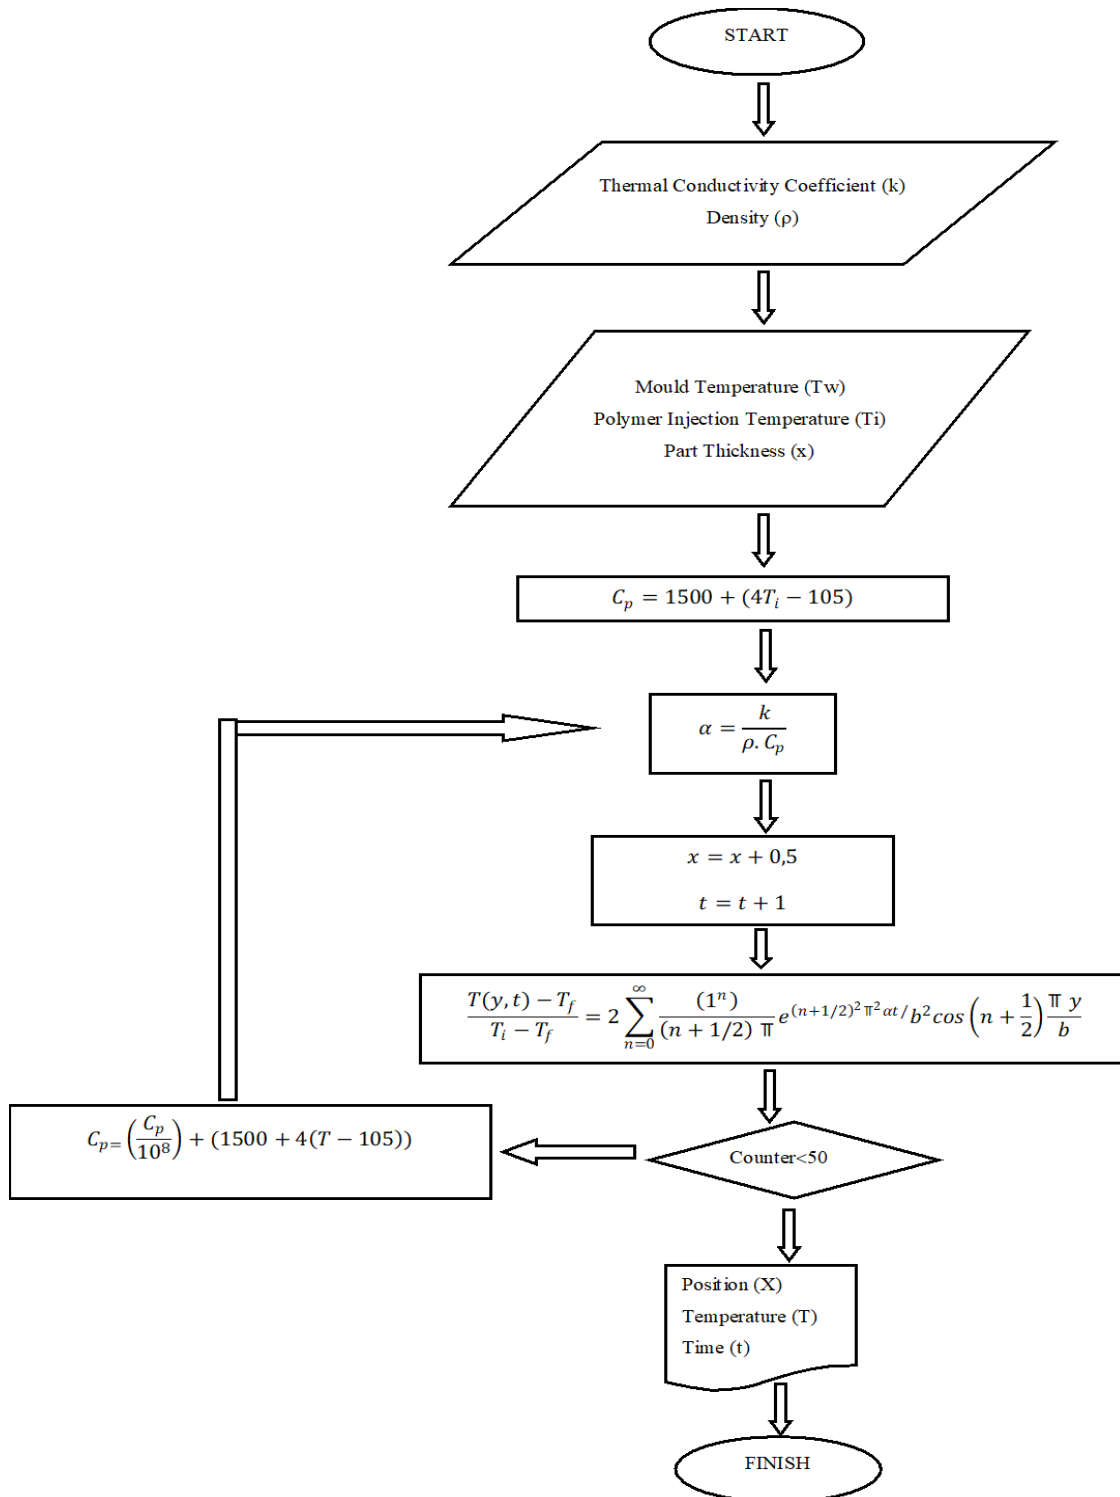 START
Thermal Conductivity Coefficient (k)
Density (ρ)
Mould Temperature (Tw)
Polymer Injection Temperature (Ti)
Part Thickness (x)
C_p = 1500 + (4T_i − 105)
α = k / (ρ. C_p)
x = x + 0,5
t = t + 1
(T(y, t) − T_f) / (T_i − T_f) = 2 ∑_{n=0}^{∞} (1^n) / ((n + 1/2) π) e^{(n+1/2)^2 π^2 αt/} b^2 cos (n + 1/2) (π y) / b
C_{p=} (C_p / 10^8) + (1500 + 4(T − 105))
Counter<50
Position (X)
Temperature (T)
Time (t)
FINISH